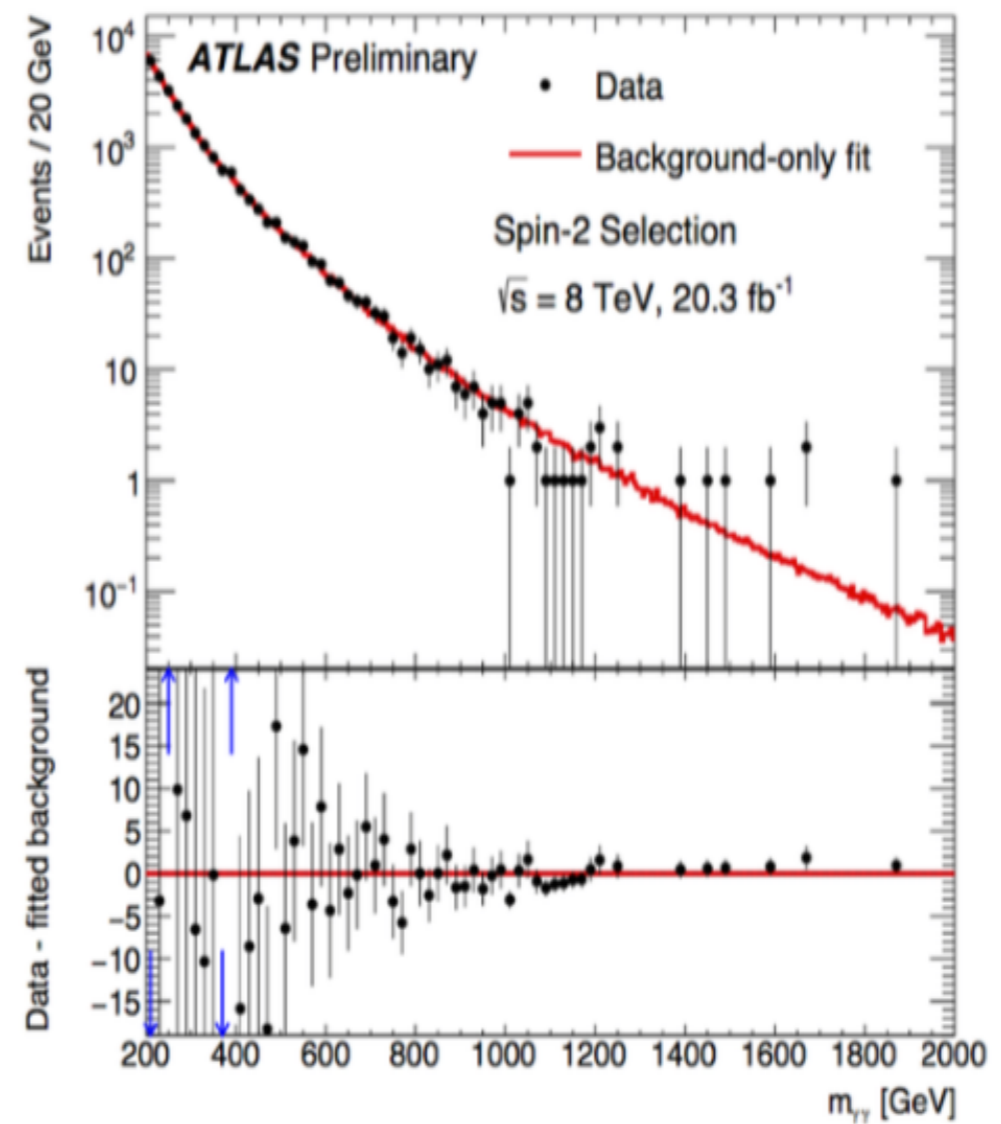 ATLAS Preliminary
Data
Background-only fit
Spin-2 Selection
√s = 8 TeV, 20.3 fb⁻¹
Events / 20 GeV
10⁴
10³
10²
10
1
10⁻¹
Data - fitted background
20
15
10
5
0
−5
−10
−15
200 400 600 800 1000 1200 1400 1600 1800 2000
mγγ [GeV]